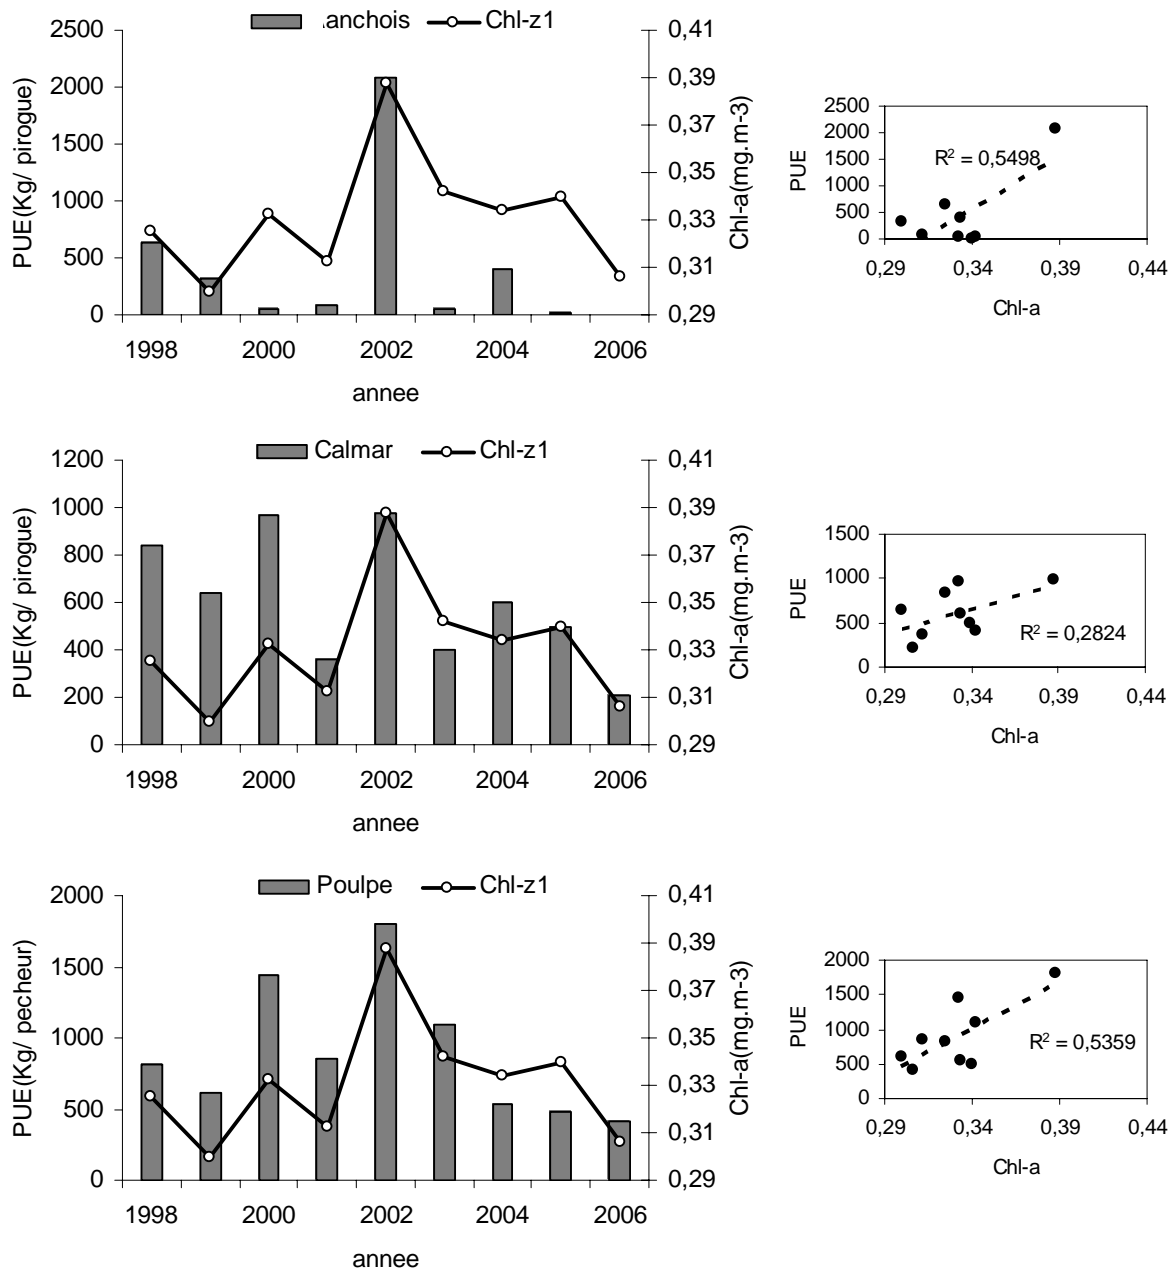 .anchois Chl-z1
PUE(Kg/ pirogue)
2500
2000
1500
1000
500
0
0,41
0,39
0,37
0,35
0,33
0,31
0,29
Chl-a(mg.m-3)
1998 2000 2002 2004 2006
annee
PUE
2500
2000
1500
1000
500
0
R² = 0,5498
0,29 0,34 0,39 0,44
Chl-a
Calmar Chl-z1
PUE(Kg/ pirogue)
1200
1000
800
600
400
200
0
0,41
0,39
0,37
0,35
0,33
0,31
0,29
Chl-a(mg.m-3)
1998 2000 2002 2004 2006
annee
PUE
1500
1000
500
0
R² = 0,2824
0,29 0,34 0,39 0,44
Chl-a
Poulpe Chl-z1
PUE(Kg/ pecheur)
2000
1500
1000
500
0
0,41
0,39
0,37
0,35
0,33
0,31
0,29
Chl-a(mg.m-3)
1998 2000 2002 2004 2006
annee
PUE
2000
1500
1000
500
0
R² = 0,5359
0,29 0,34 0,39 0,44
Chl-a